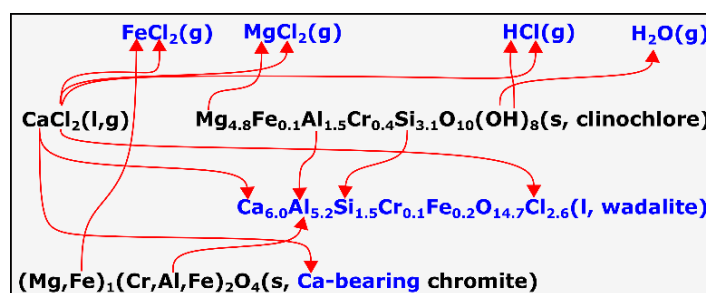 FeCl₂(g) MgCl₂(g) HCl(g) H₂O(g)
CaCl₂(l,g) Mg₄.₈Fe₀.₁Al₁.₅Cr₀.₄Si₃.₁O₁₀(OH)₈(s, clinochlore)
Ca₆.₀Al₅.₂Si₁.₅Cr₀.₁Fe₀.₂O₁₄.₇Cl₂.₆(l, wadalite)
(Mg,Fe)₁(Cr,Al,Fe)₂O₄(s, Ca-bearing chromite)